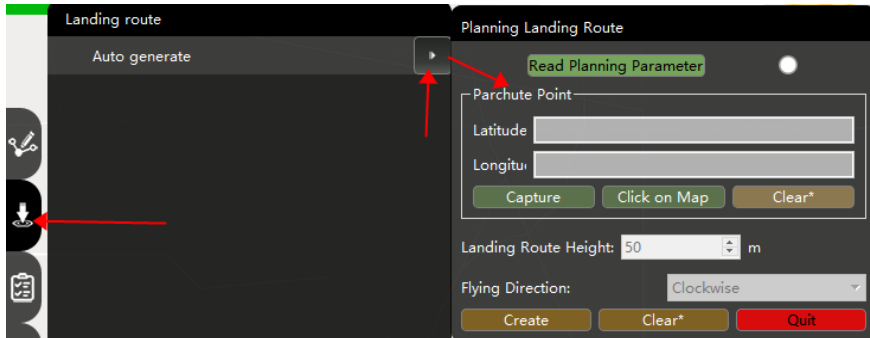 Landing route
Auto generate
Planning Landing Route
Read Planning Parameter
Parchute Point
Latitude
Longitu
Capture Click on Map Clear*
Landing Route Height: 50 m
Flying Direction: Clockwise
Create Clear* Quit